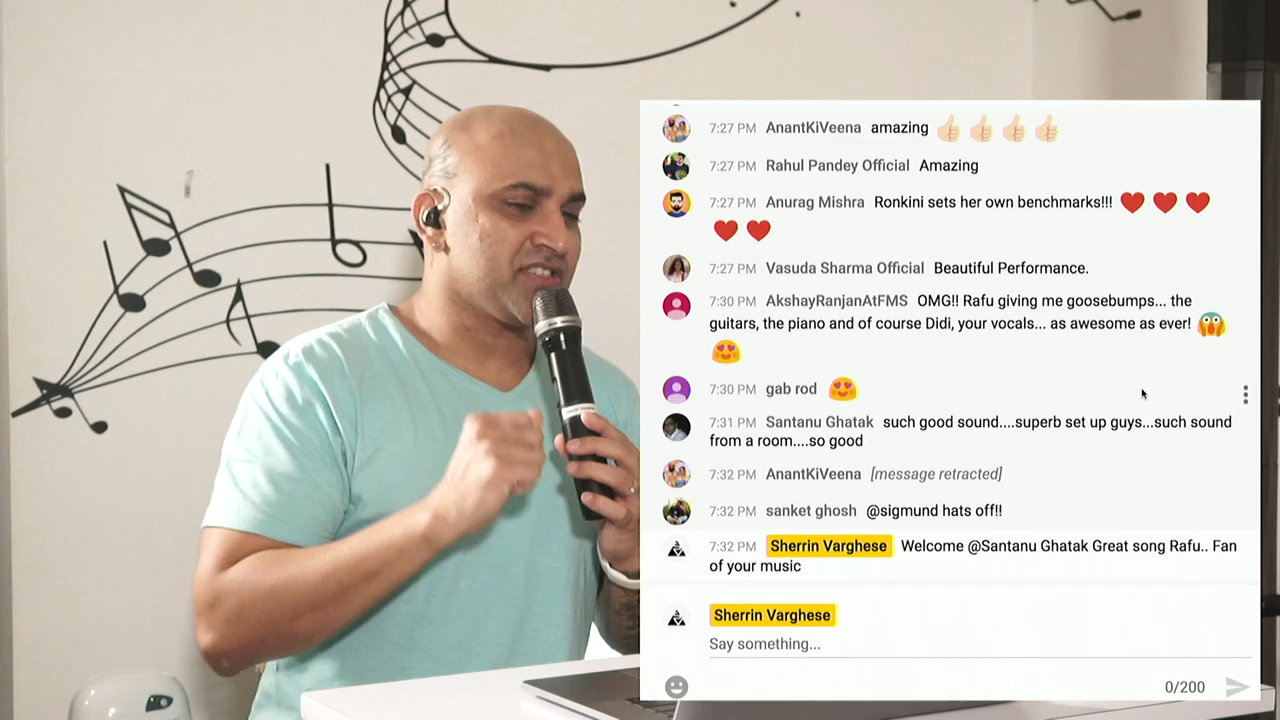 7:27 PM AnantKiVeena amazing 👍🏻👍🏻👍🏻👍🏻
7:27 PM Rahul Pandey Official Amazing
7:27 PM Anurag Mishra Ronkini sets her own benchmarks!!! ❤️❤️❤️
❤️❤️
7:27 PM Vasuda Sharma Official Beautiful Performance.
7:30 PM AkshayRanjanAtFMS OMG!! Rafu giving me goosebumps... the
guitars, the piano and of course Didi, your vocals... as awesome as ever! 😱
😍
7:30 PM gab rod 😍
7:31 PM Santanu Ghatak such good sound....superb set up guys...such sound
from a room....so good
7:32 PM AnantKiVeena [message retracted]
7:32 PM sanket ghosh @sigmund hats off!!
7:32 PM Sherrin Varghese Welcome @Santanu Ghatak Great song Rafu.. Fan
of your music
Sherrin Varghese
Say something...
0/200